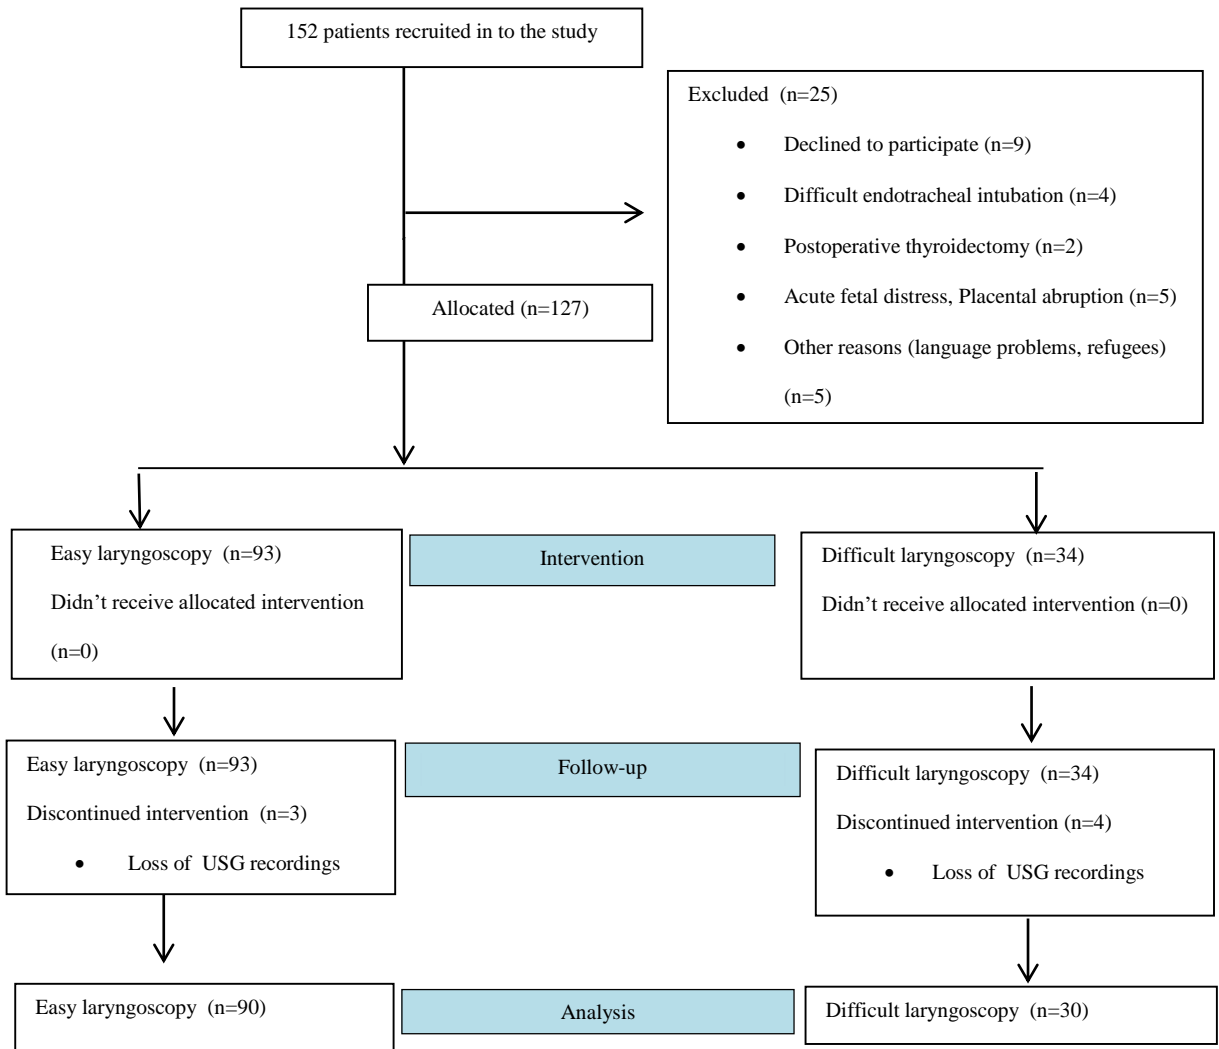 152 patients recruited in to the study
Excluded (n=25)
• Declined to participate (n=9)
• Difficult endotracheal intubation (n=4)
• Postoperative thyroidectomy (n=2)
• Acute fetal distress, Placental abruption (n=5)
• Other reasons (language problems, refugees)
(n=5)
Allocated (n=127)
Easy laryngoscopy (n=93)
Didn’t receive allocated intervention
(n=0)
Intervention
Difficult laryngoscopy (n=34)
Didn’t receive allocated intervention (n=0)
Easy laryngoscopy (n=93)
Discontinued intervention (n=3)
• Loss of USG recordings
Follow-up
Difficult laryngoscopy (n=34)
Discontinued intervention (n=4)
• Loss of USG recordings
Easy laryngoscopy (n=90)
Analysis
Difficult laryngoscopy (n=30)